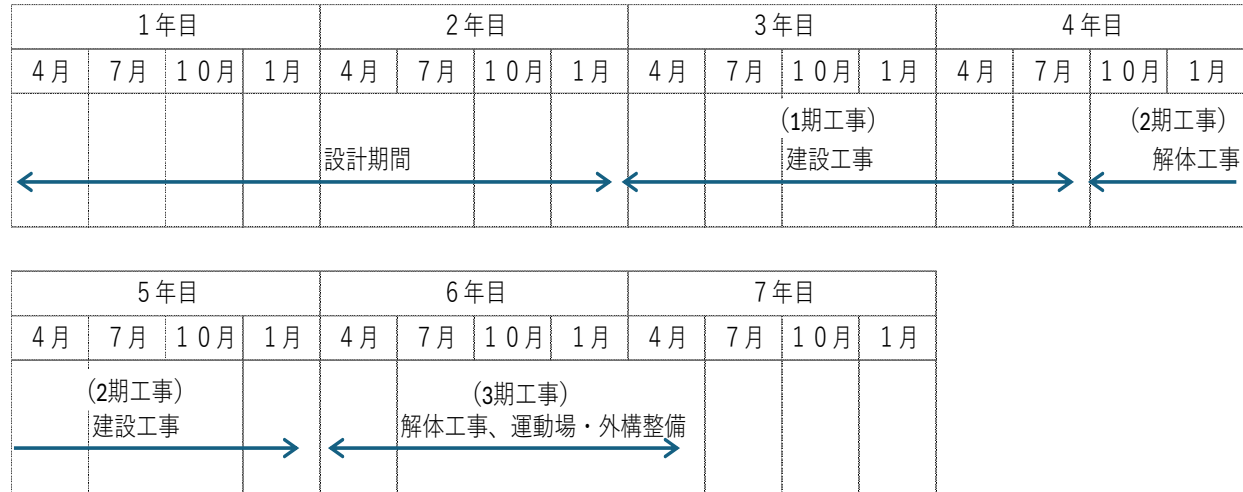 1年目 2年目 3年目 4年目
4月 7月 10月 1月 4月 7月 10月 1月 4月 7月 10月 1月 4月 7月 10月 1月
(1期工事) (2期工事)
設計期間 建設工事 解体工事
5年目 6年目 7年目
4月 7月 10月 1月 4月 7月 10月 1月 4月 7月 10月 1月
(2期工事) (3期工事)
建設工事 解体工事、運動場・外構整備